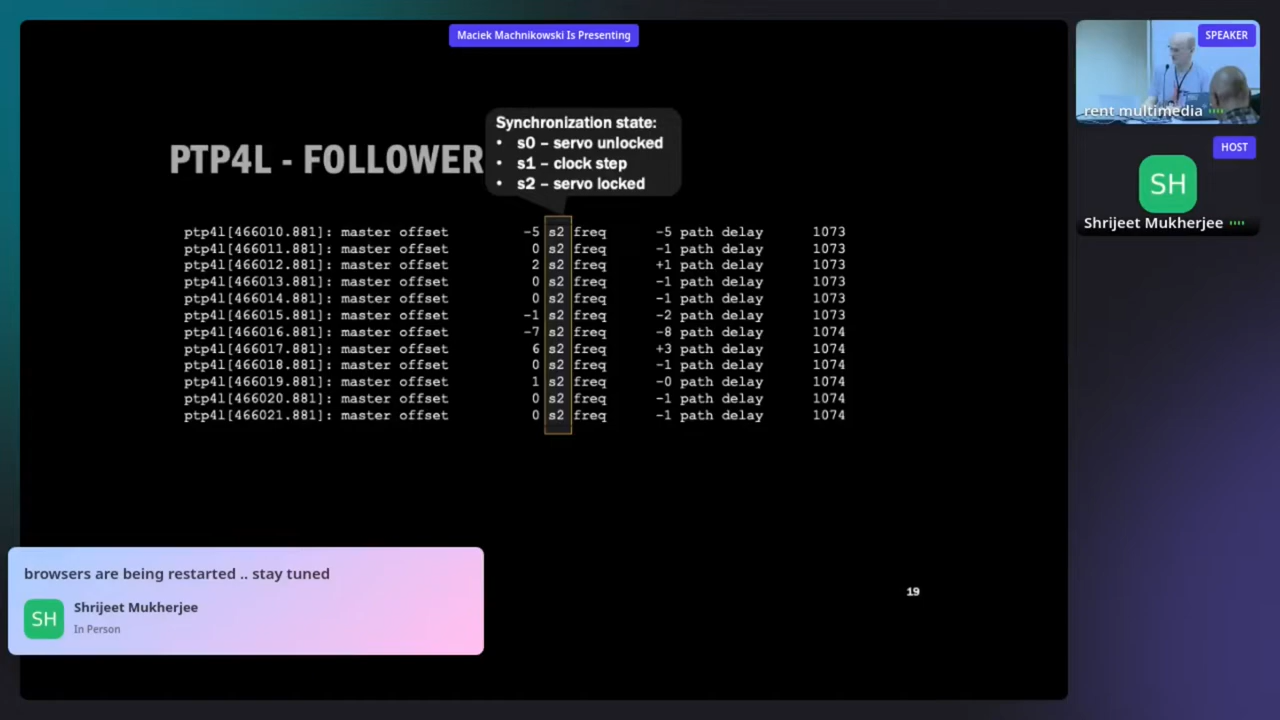 Maciek Machnikowski Is Presenting
SPEAKER
rent multimedia
HOST
SH
Shrijeet Mukherjee
PTP4L - FOLLOWER
Synchronization state:
• s0 – servo unlocked
• s1 – clock step
• s2 – servo locked
ptp4l[466010.881]: master offset -5 s2 freq -5 path delay 1073
ptp4l[466011.881]: master offset 0 s2 freq -1 path delay 1073
ptp4l[466012.881]: master offset 2 s2 freq +1 path delay 1073
ptp4l[466013.881]: master offset 0 s2 freq -1 path delay 1073
ptp4l[466014.881]: master offset 0 s2 freq -1 path delay 1073
ptp4l[466015.881]: master offset -1 s2 freq -2 path delay 1073
ptp4l[466016.881]: master offset -7 s2 freq -8 path delay 1074
ptp4l[466017.881]: master offset 6 s2 freq +3 path delay 1074
ptp4l[466018.881]: master offset 0 s2 freq -1 path delay 1074
ptp4l[466019.881]: master offset 1 s2 freq -0 path delay 1074
ptp4l[466020.881]: master offset 0 s2 freq -1 path delay 1074
ptp4l[466021.881]: master offset 0 s2 freq -1 path delay 1074
browsers are being restarted .. stay tuned
SH
Shrijeet Mukherjee
In Person
19